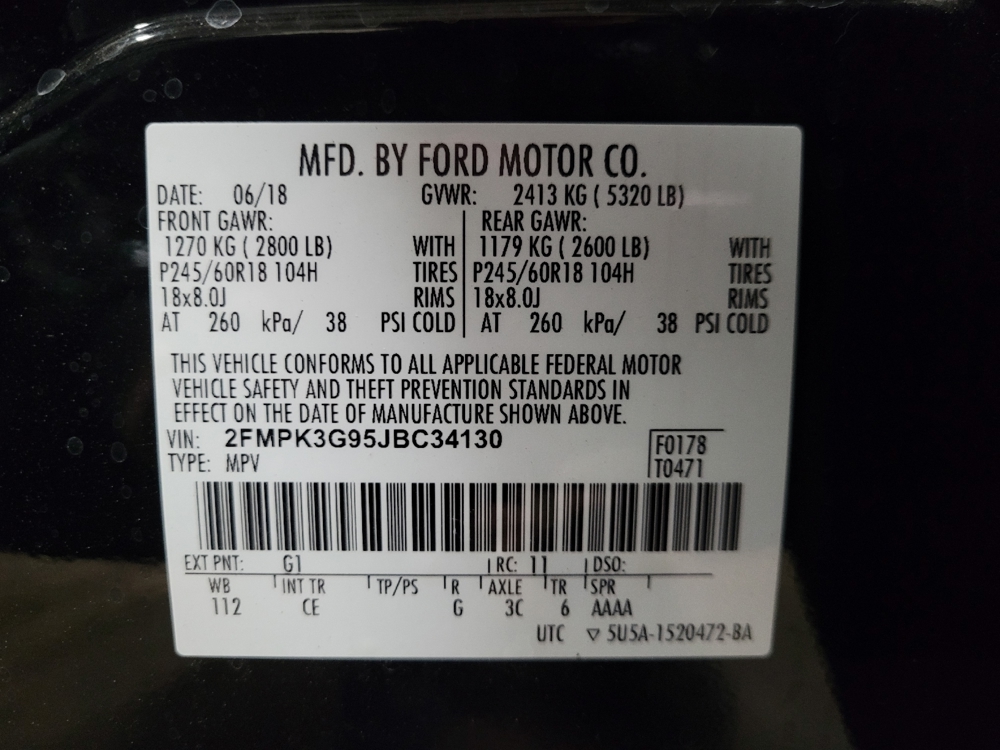 MFD. BY FORD MOTOR CO.
DATE: 06/18 GVWR: 2413 KG ( 5320 LB)
FRONT GAWR: REAR GAWR:
1270 KG ( 2800 LB) WITH 1179 KG ( 2600 LB) WITH
P245/60R18 104H TIRES P245/60R18 104H TIRES
18x8.0J RIMS 18x8.0J RIMS
AT 260 kPa/ 38 PSI COLD AT 260 kPa/ 38 PSI COLD
THIS VEHICLE CONFORMS TO ALL APPLICABLE FEDERAL MOTOR
VEHICLE SAFETY AND THEFT PREVENTION STANDARDS IN
EFFECT ON THE DATE OF MANUFACTURE SHOWN ABOVE.
VIN: 2FMPK3G95JBC34130 F0178
TYPE: MPV T0471
EXT PNT: G1 RC: 11 DSO:
WB INT TR TP/PS R AXLE TR SPR
112 CE G 3C 6 AAAA
UTC ▽ 5U5A-1520472-BA